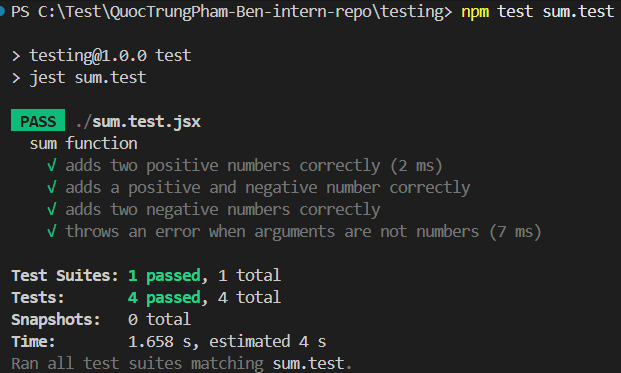 PS C:\Test\QuocTrungPham-Ben-intern-repo\testing> npm test sum.test
> testing@1.0.0 test
> jest sum.test
PASS ./sum.test.jsx
sum function
√ adds two positive numbers correctly (2 ms)
√ adds a positive and negative number correctly
√ adds two negative numbers correctly
√ throws an error when arguments are not numbers (7 ms)
Test Suites: 1 passed, 1 total
Tests:       4 passed, 4 total
Snapshots:   0 total
Time:        1.658 s, estimated 4 s
Ran all test suites matching sum.test.